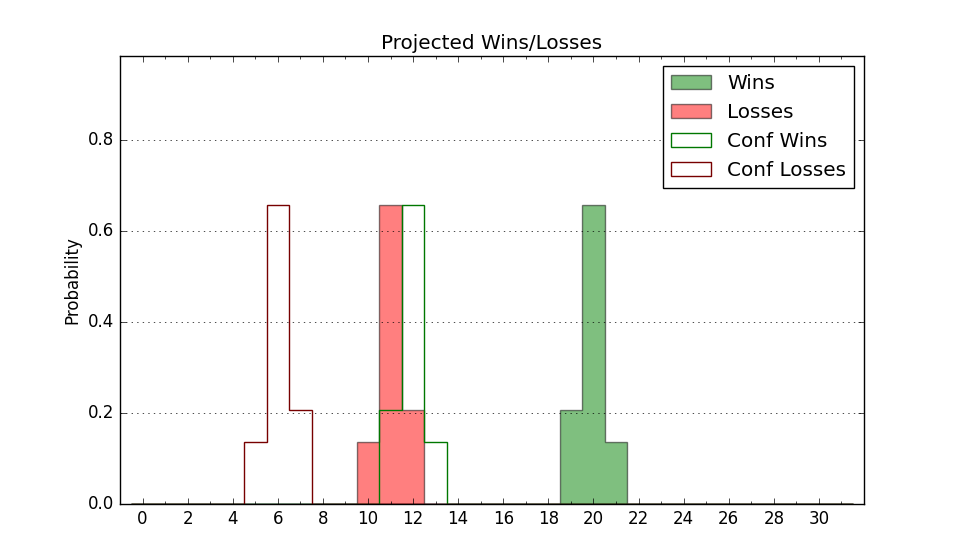 Projected Wins/Losses
Wins
Losses
Conf Wins
Conf Losses
Probability
0.8
0.6
0.4
0.2
0.0
0 2 4 6 8 10 12 14 16 18 20 22 24 26 28 30